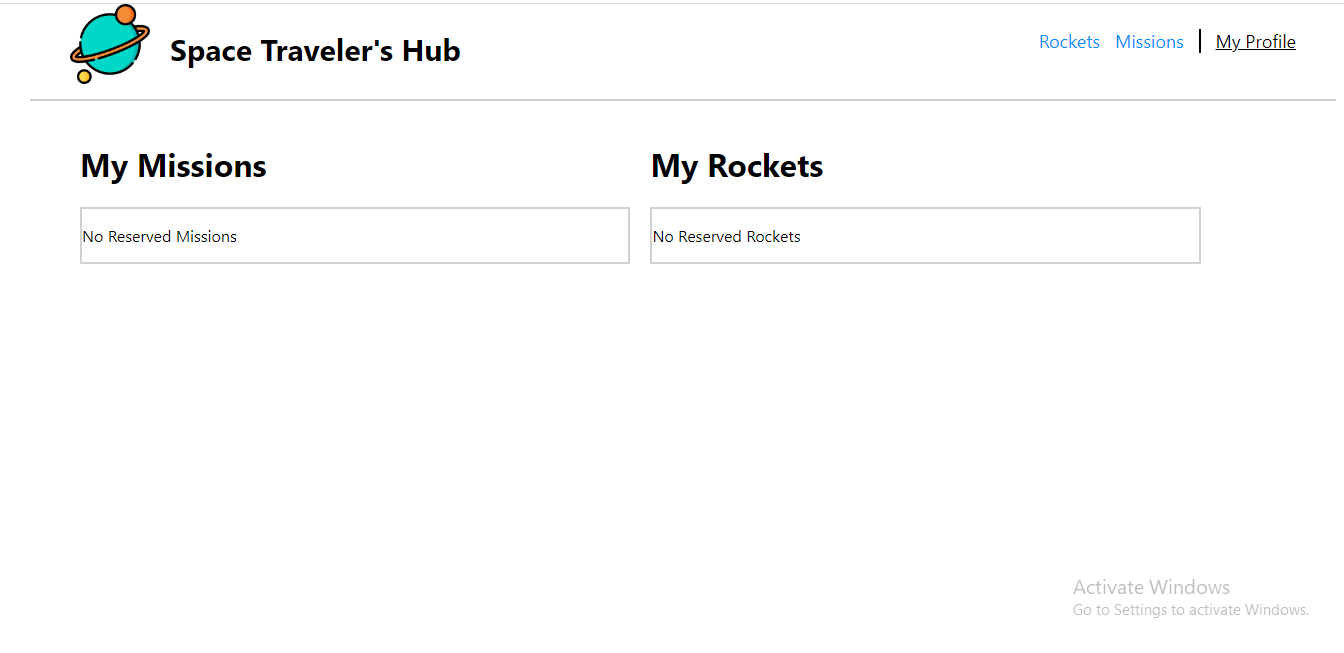 Space Traveler's Hub
Rockets Missions My Profile
My Missions
No Reserved Missions
My Rockets
No Reserved Rockets
Activate Windows
Go to Settings to activate Windows.